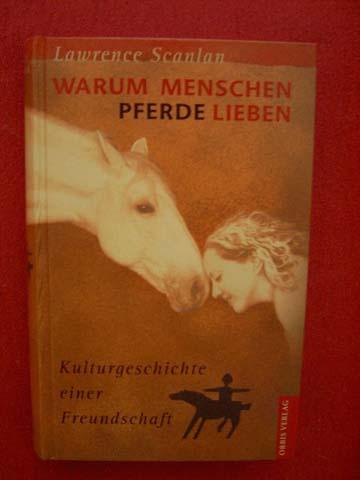 Lawrence Scanlan
WARUM MENSCHEN
PFERDE LIEBEN
Kulturgeschichte
einer
Freundschaft
ORBIS VERLAG